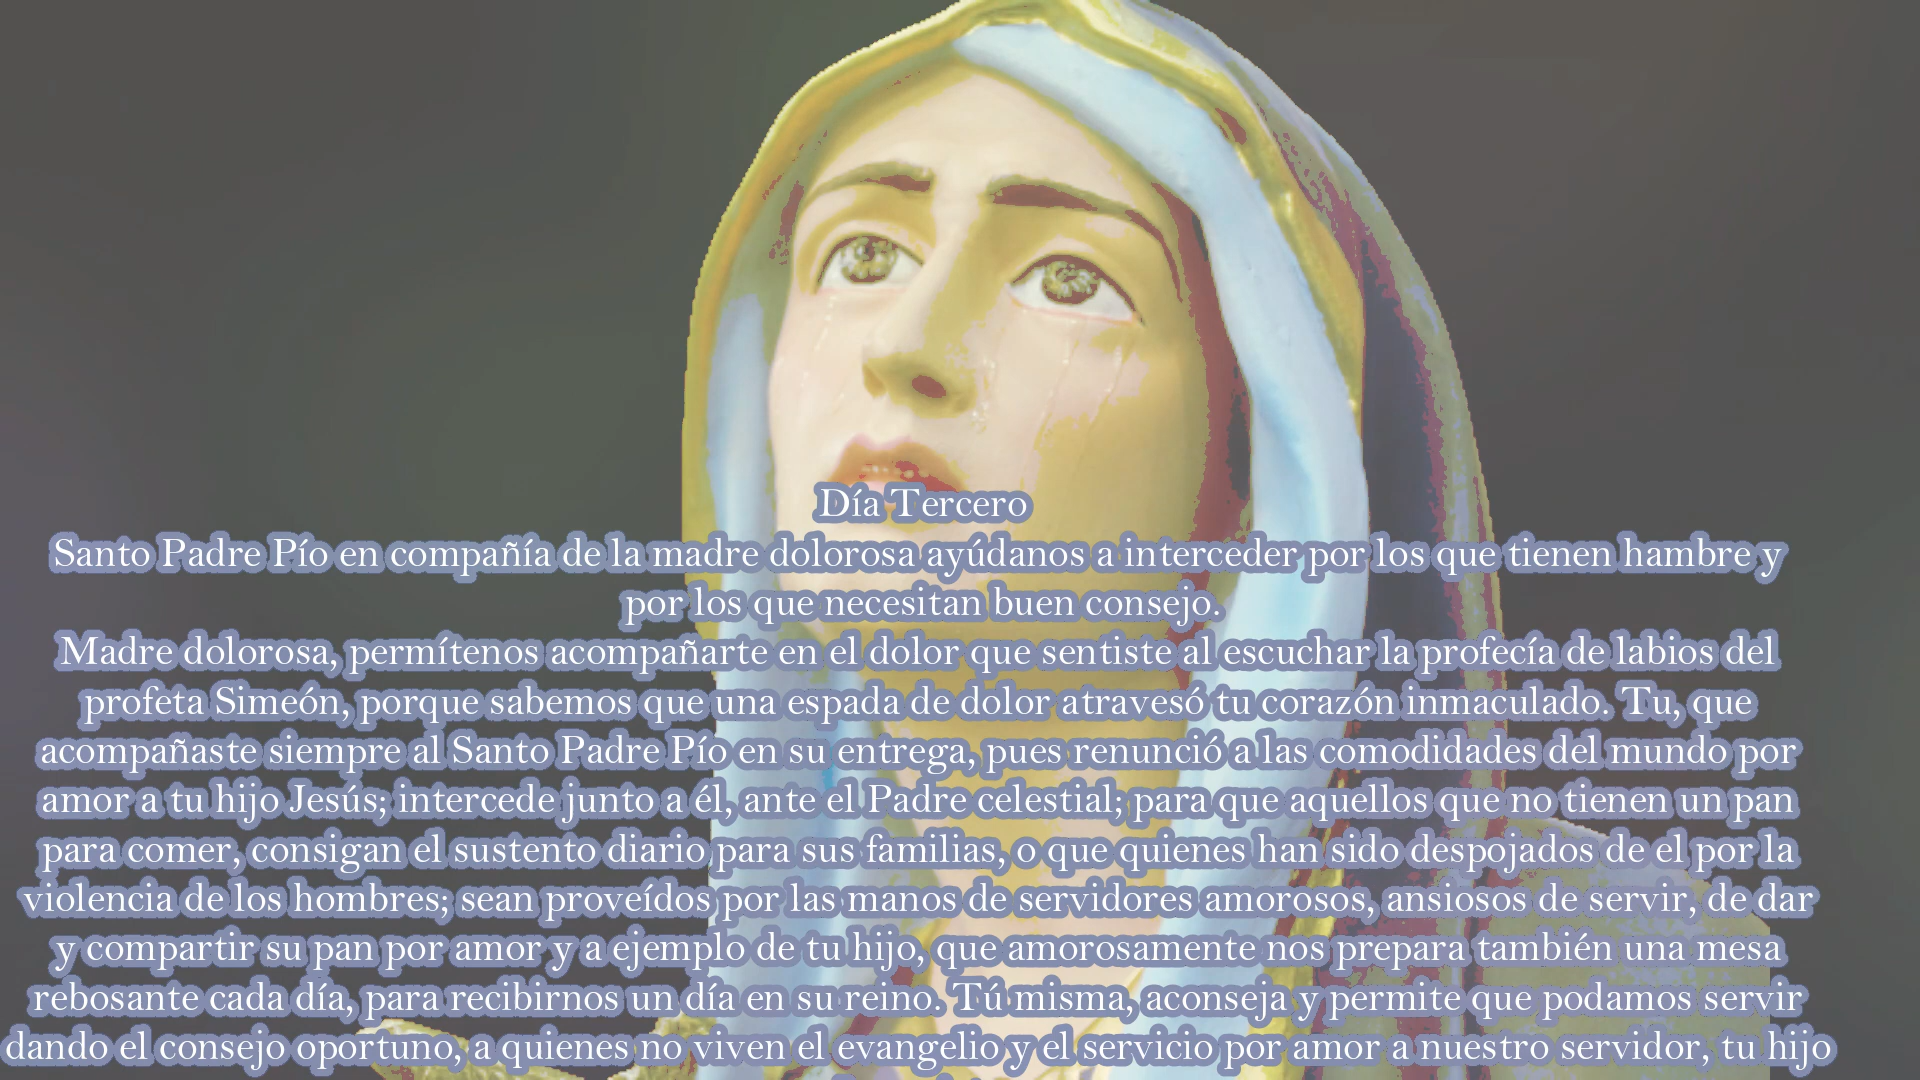 Día Tercero
Santo Padre Pío en compañía de la madre dolorosa ayúdanos a interceder por los que tienen hambre y
por los que necesitan buen consejo.
Madre dolorosa, permítenos acompañarte en el dolor que sentiste al escuchar la profecía de labios del
profeta Simeón, porque sabemos que una espada de dolor atravesó tu corazón inmaculado. Tu, que
acompañaste siempre al Santo Padre Pío en su entrega, pues renunció a las comodidades del mundo por
amor a tu hijo Jesús; intercede junto a él, ante el Padre celestial; para que aquellos que no tienen un pan
para comer, consigan el sustento diario para sus familias, o que quienes han sido despojados de el por la
violencia de los hombres; sean proveídos por las manos de servidores amorosos, ansiosos de servir, de dar
y compartir su pan por amor y a ejemplo de tu hijo, que amorosamente nos prepara también una mesa
rebosante cada día, para recibirnos un día en su reino. Tú misma, aconseja y permite que podamos servir
dando el consejo oportuno, a quienes no viven el evangelio y el servicio por amor a nuestro servidor, tu hijo